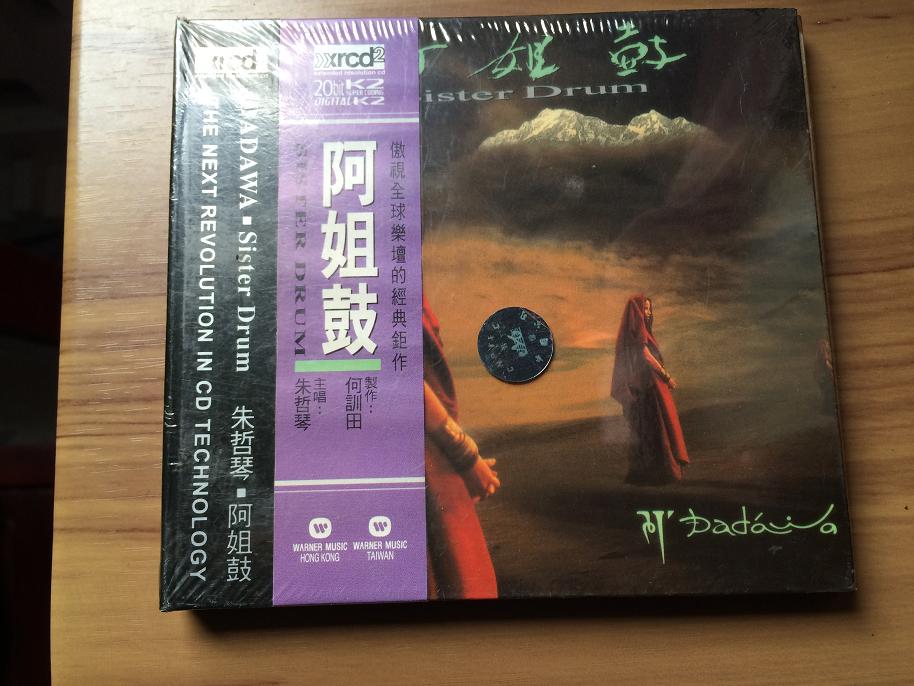 xrcd
DADAWA ▪ Sister Drum 朱哲琴 ▪ 阿姐鼓
THE NEXT REVOLUTION IN CD TECHNOLOGY
xrcd2
extended resolution cd
20bit K2 SUPER CODING
DIGITAL K2
傲視全球樂壇的經典鉅作
阿姐鼓
SISTER DRUM
製作：
何訓田
主唱：
朱哲琴
WARNER MUSIC
HONG KONG
WARNER MUSIC
TAIWAN
姐鼓
ister Drum
阿 Dadáwa